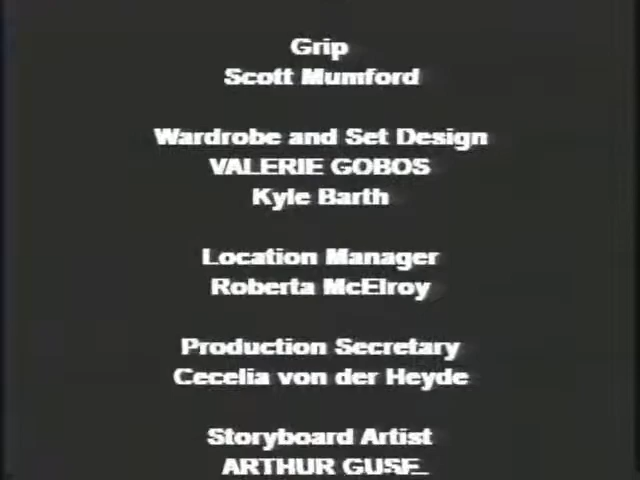 Grip
Scott Mumford
Wardrobe and Set Design
VALERIE GOBOS
Kyle Barth
Location Manager
Roberta McElroy
Production Secretary
Cecelia von der Heyde
Storyboard Artist
ARTHUR GUSE